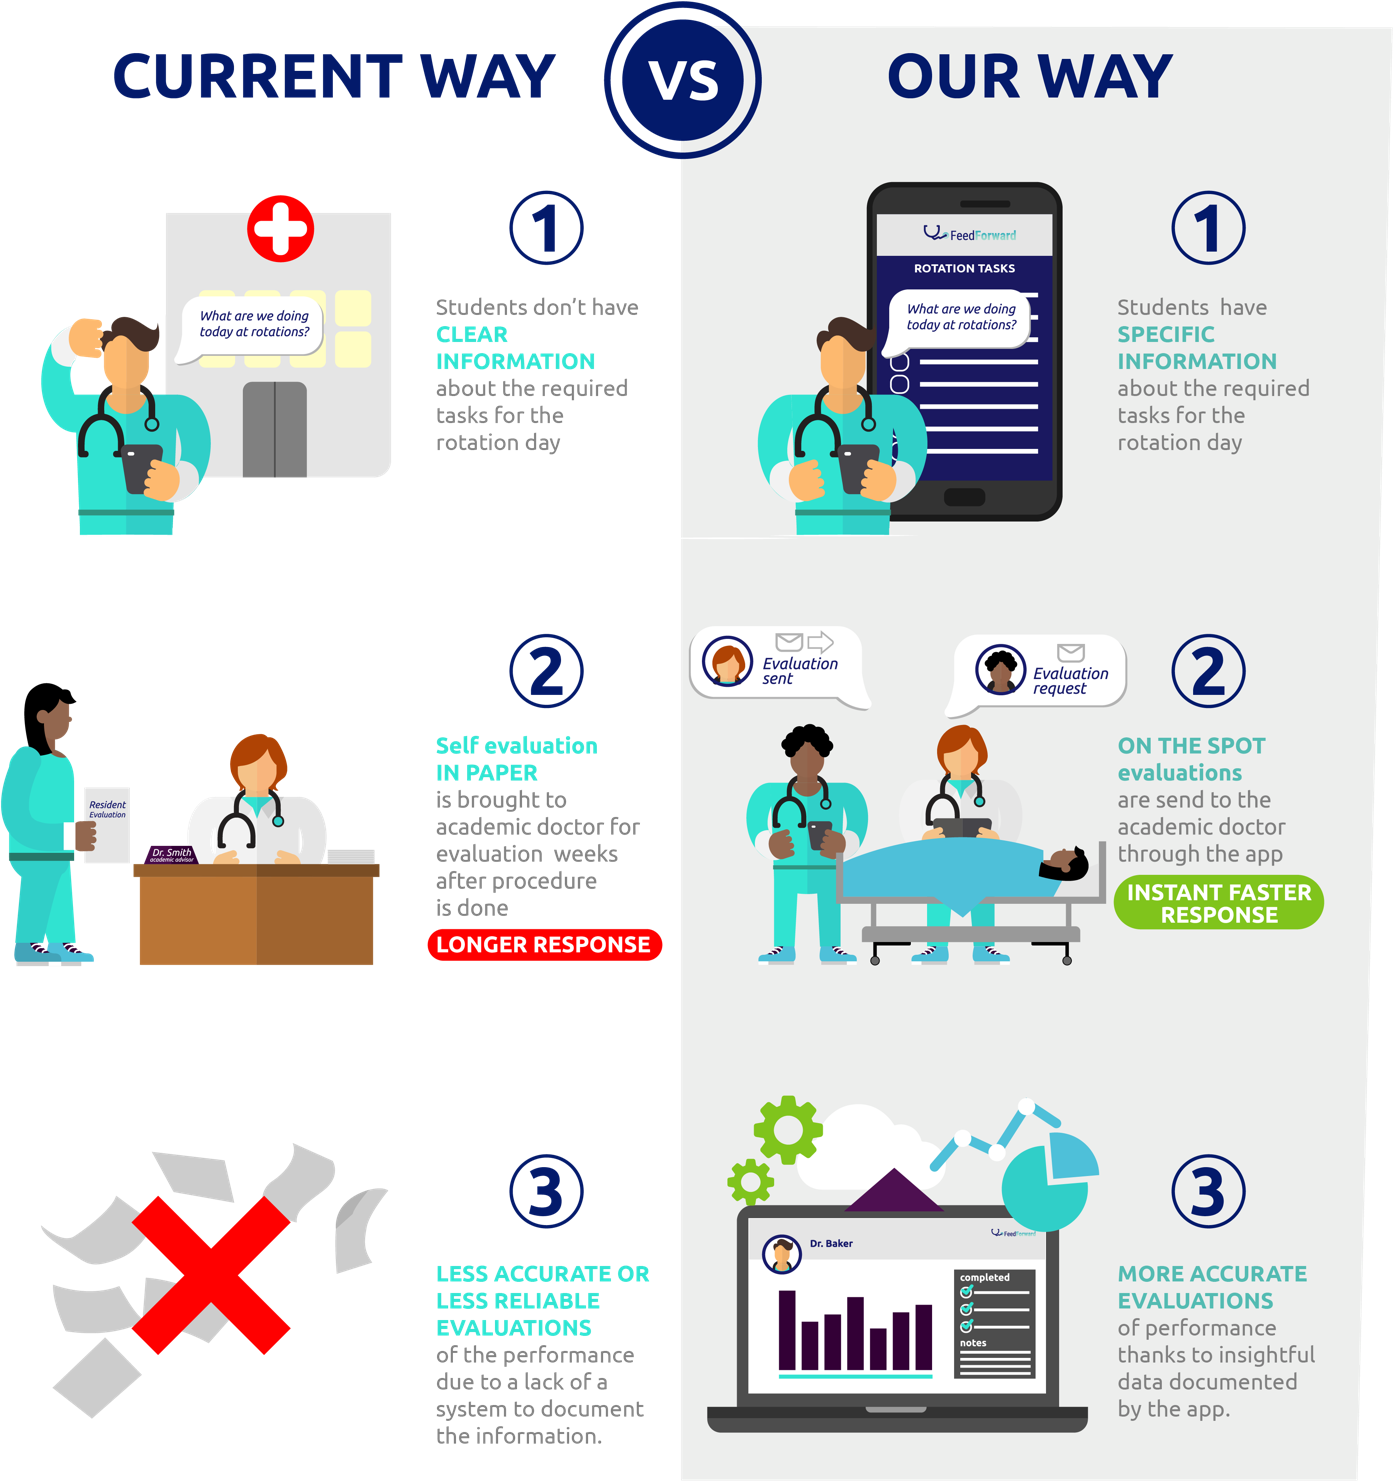 CURRENT WAY
VS
OUR WAY
1
What are we doing
today at rotations?
Students don't have
CLEAR
INFORMATION
about the required
tasks for the
rotation day
FeedForward
ROTATION TASKS
What are we doing
today at rotations?
1
Students have
SPECIFIC
INFORMATION
about the required
tasks for the
rotation day
2
Resident
Evaluation
Dr. Smith
academic advisor
Self evaluation
IN PAPER
is brought to
academic doctor for
evaluation weeks
after procedure
is done
LONGER RESPONSE
Evaluation
sent
Evaluation
request
2
ON THE SPOT
evaluations
are send to the
academic doctor
through the app
INSTANT FASTER
RESPONSE
3
LESS ACCURATE OR
LESS RELIABLE
EVALUATIONS
of the performance
due to a lack of a
system to document
the information.
Dr. Baker
FeedForward
completed
notes
3
MORE ACCURATE
EVALUATIONS
of performance
thanks to insightful
data documented
by the app.